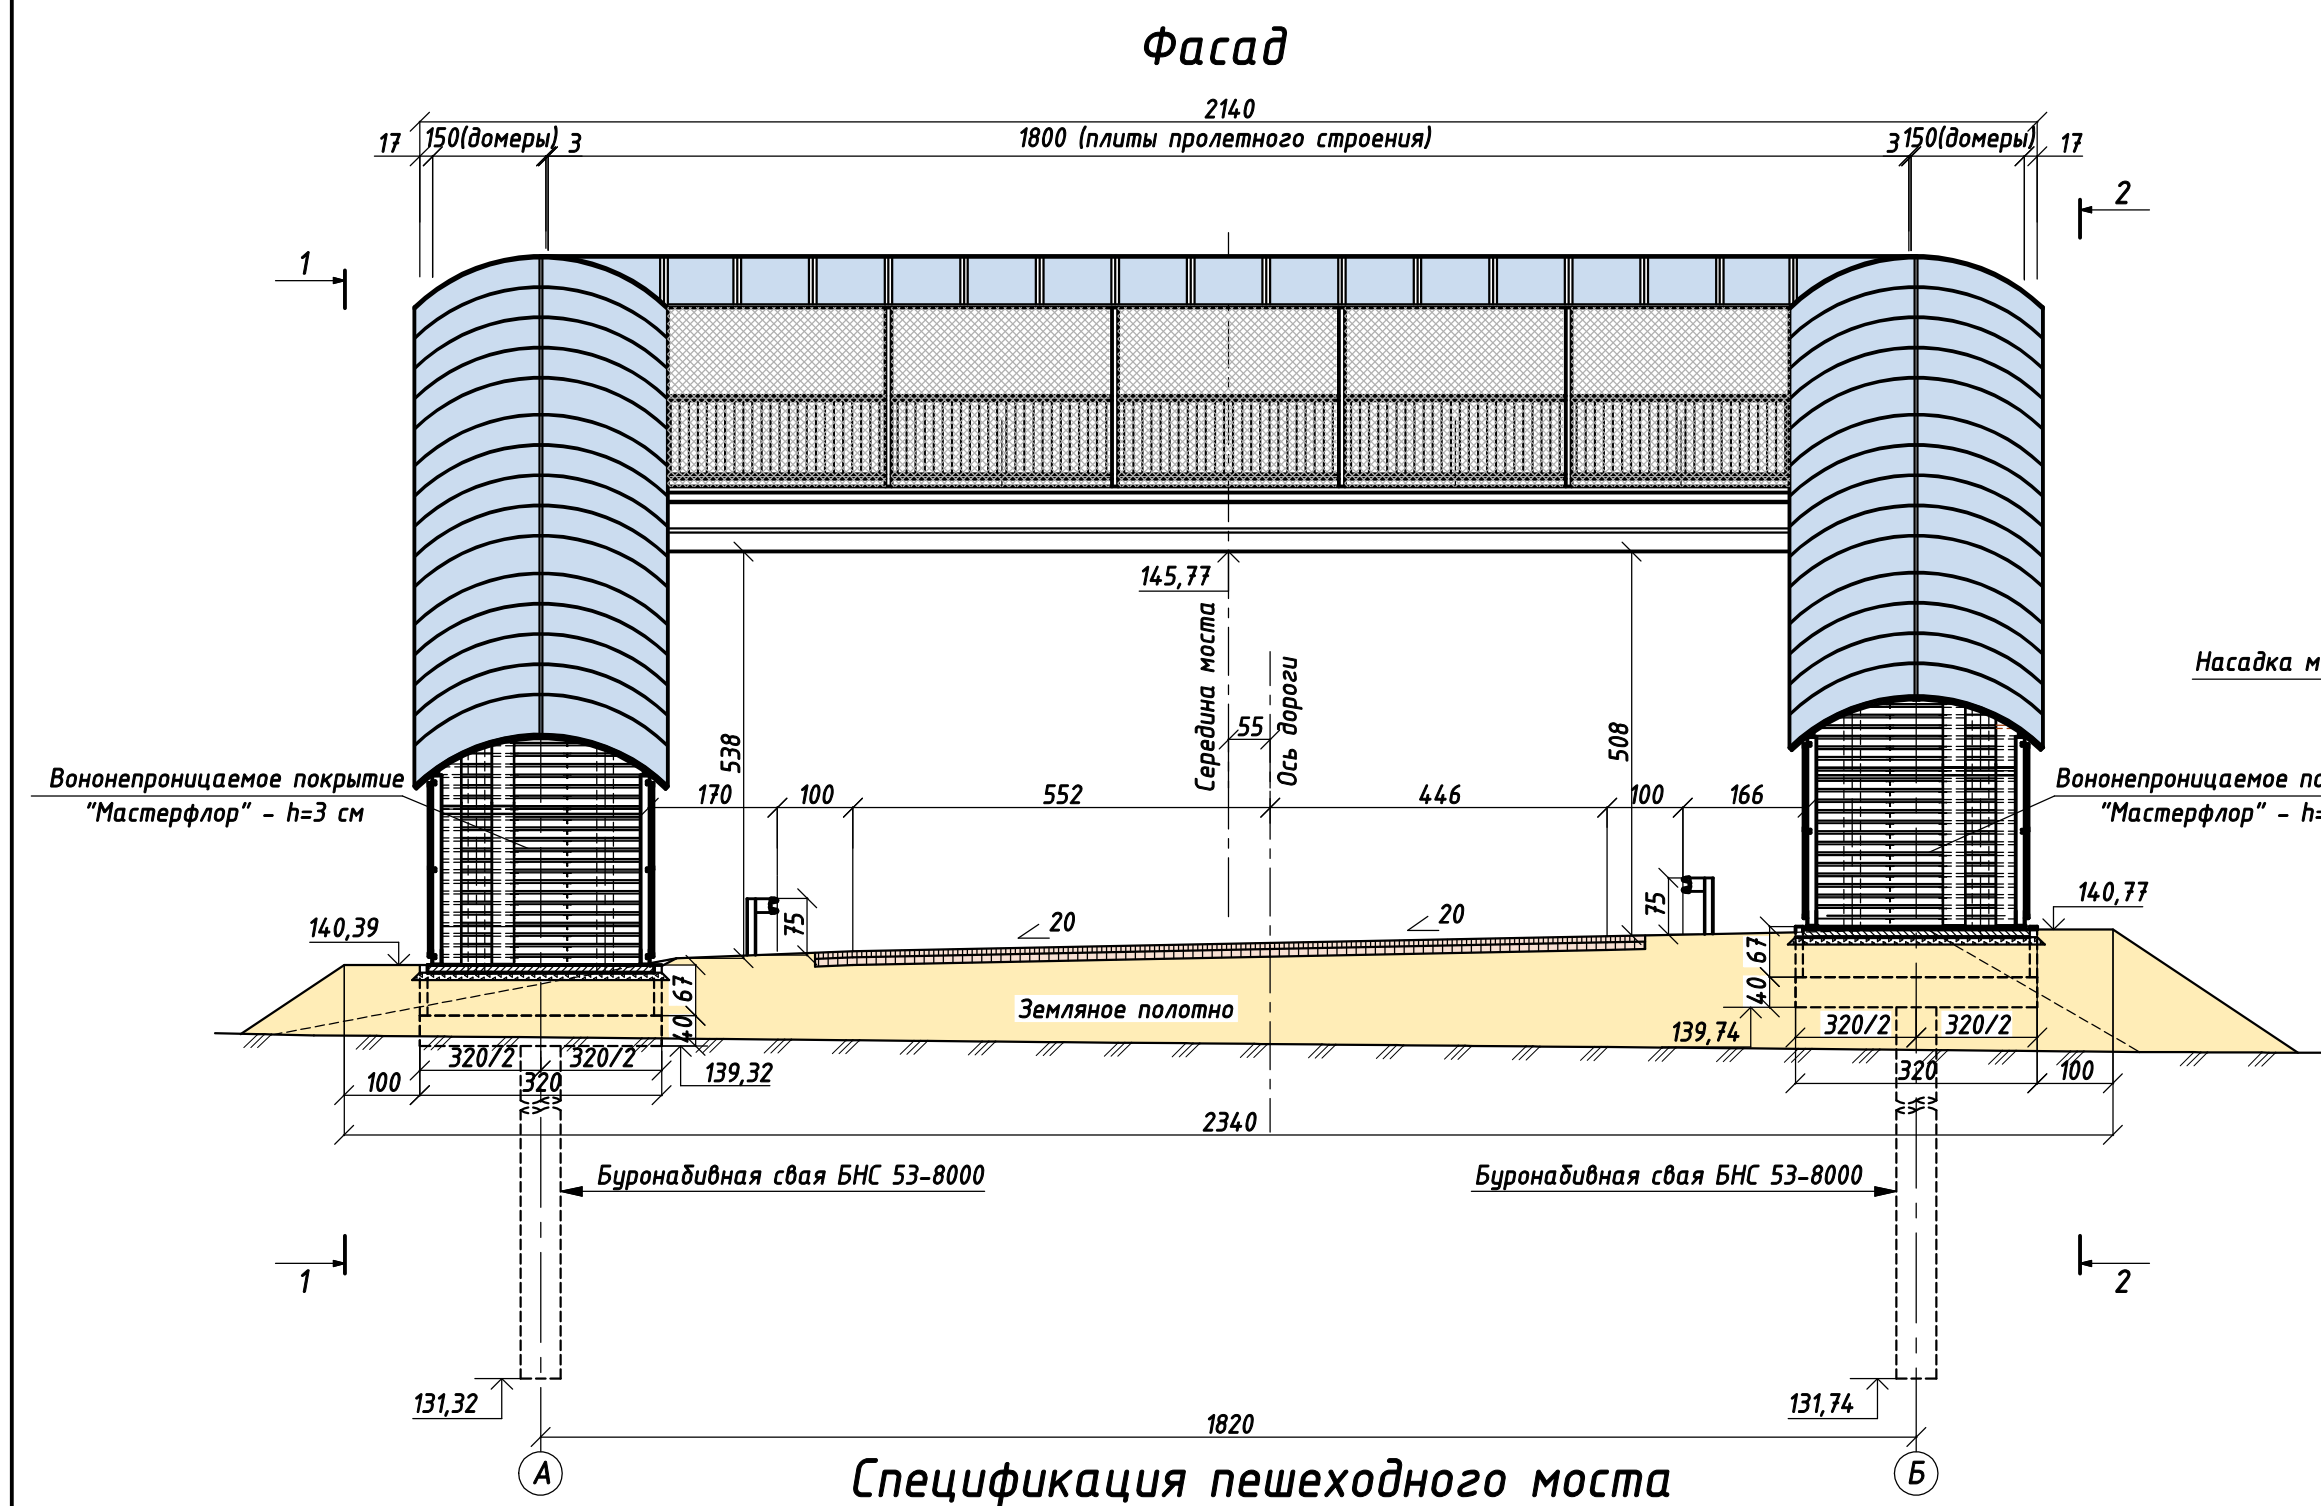 Фасад
2140
17
150(домеры)
3
1800 (плиты пролетного строения)
3
150(домеры)
17
2
1
145,77
Середина моста
Ось дороги
Насадка м
538
55
508
Вононепроницаемое покрытие
"Мастерфлор" - h=3 см
170
100
552
446
100
166
Вононепроницаемое по
"Мастерфлор" - h=
140,39
75
20
20
75
140,77
67
40
Земляное полотно
67
40
139,74
320/2
320/2
320/2
320/2
139,32
100
320
320
100
2340
Буронабивная свая БНС 53-8000
Буронабивная свая БНС 53-8000
1
2
131,32
131,74
1820
А
Б
Спецификация пешеходного моста